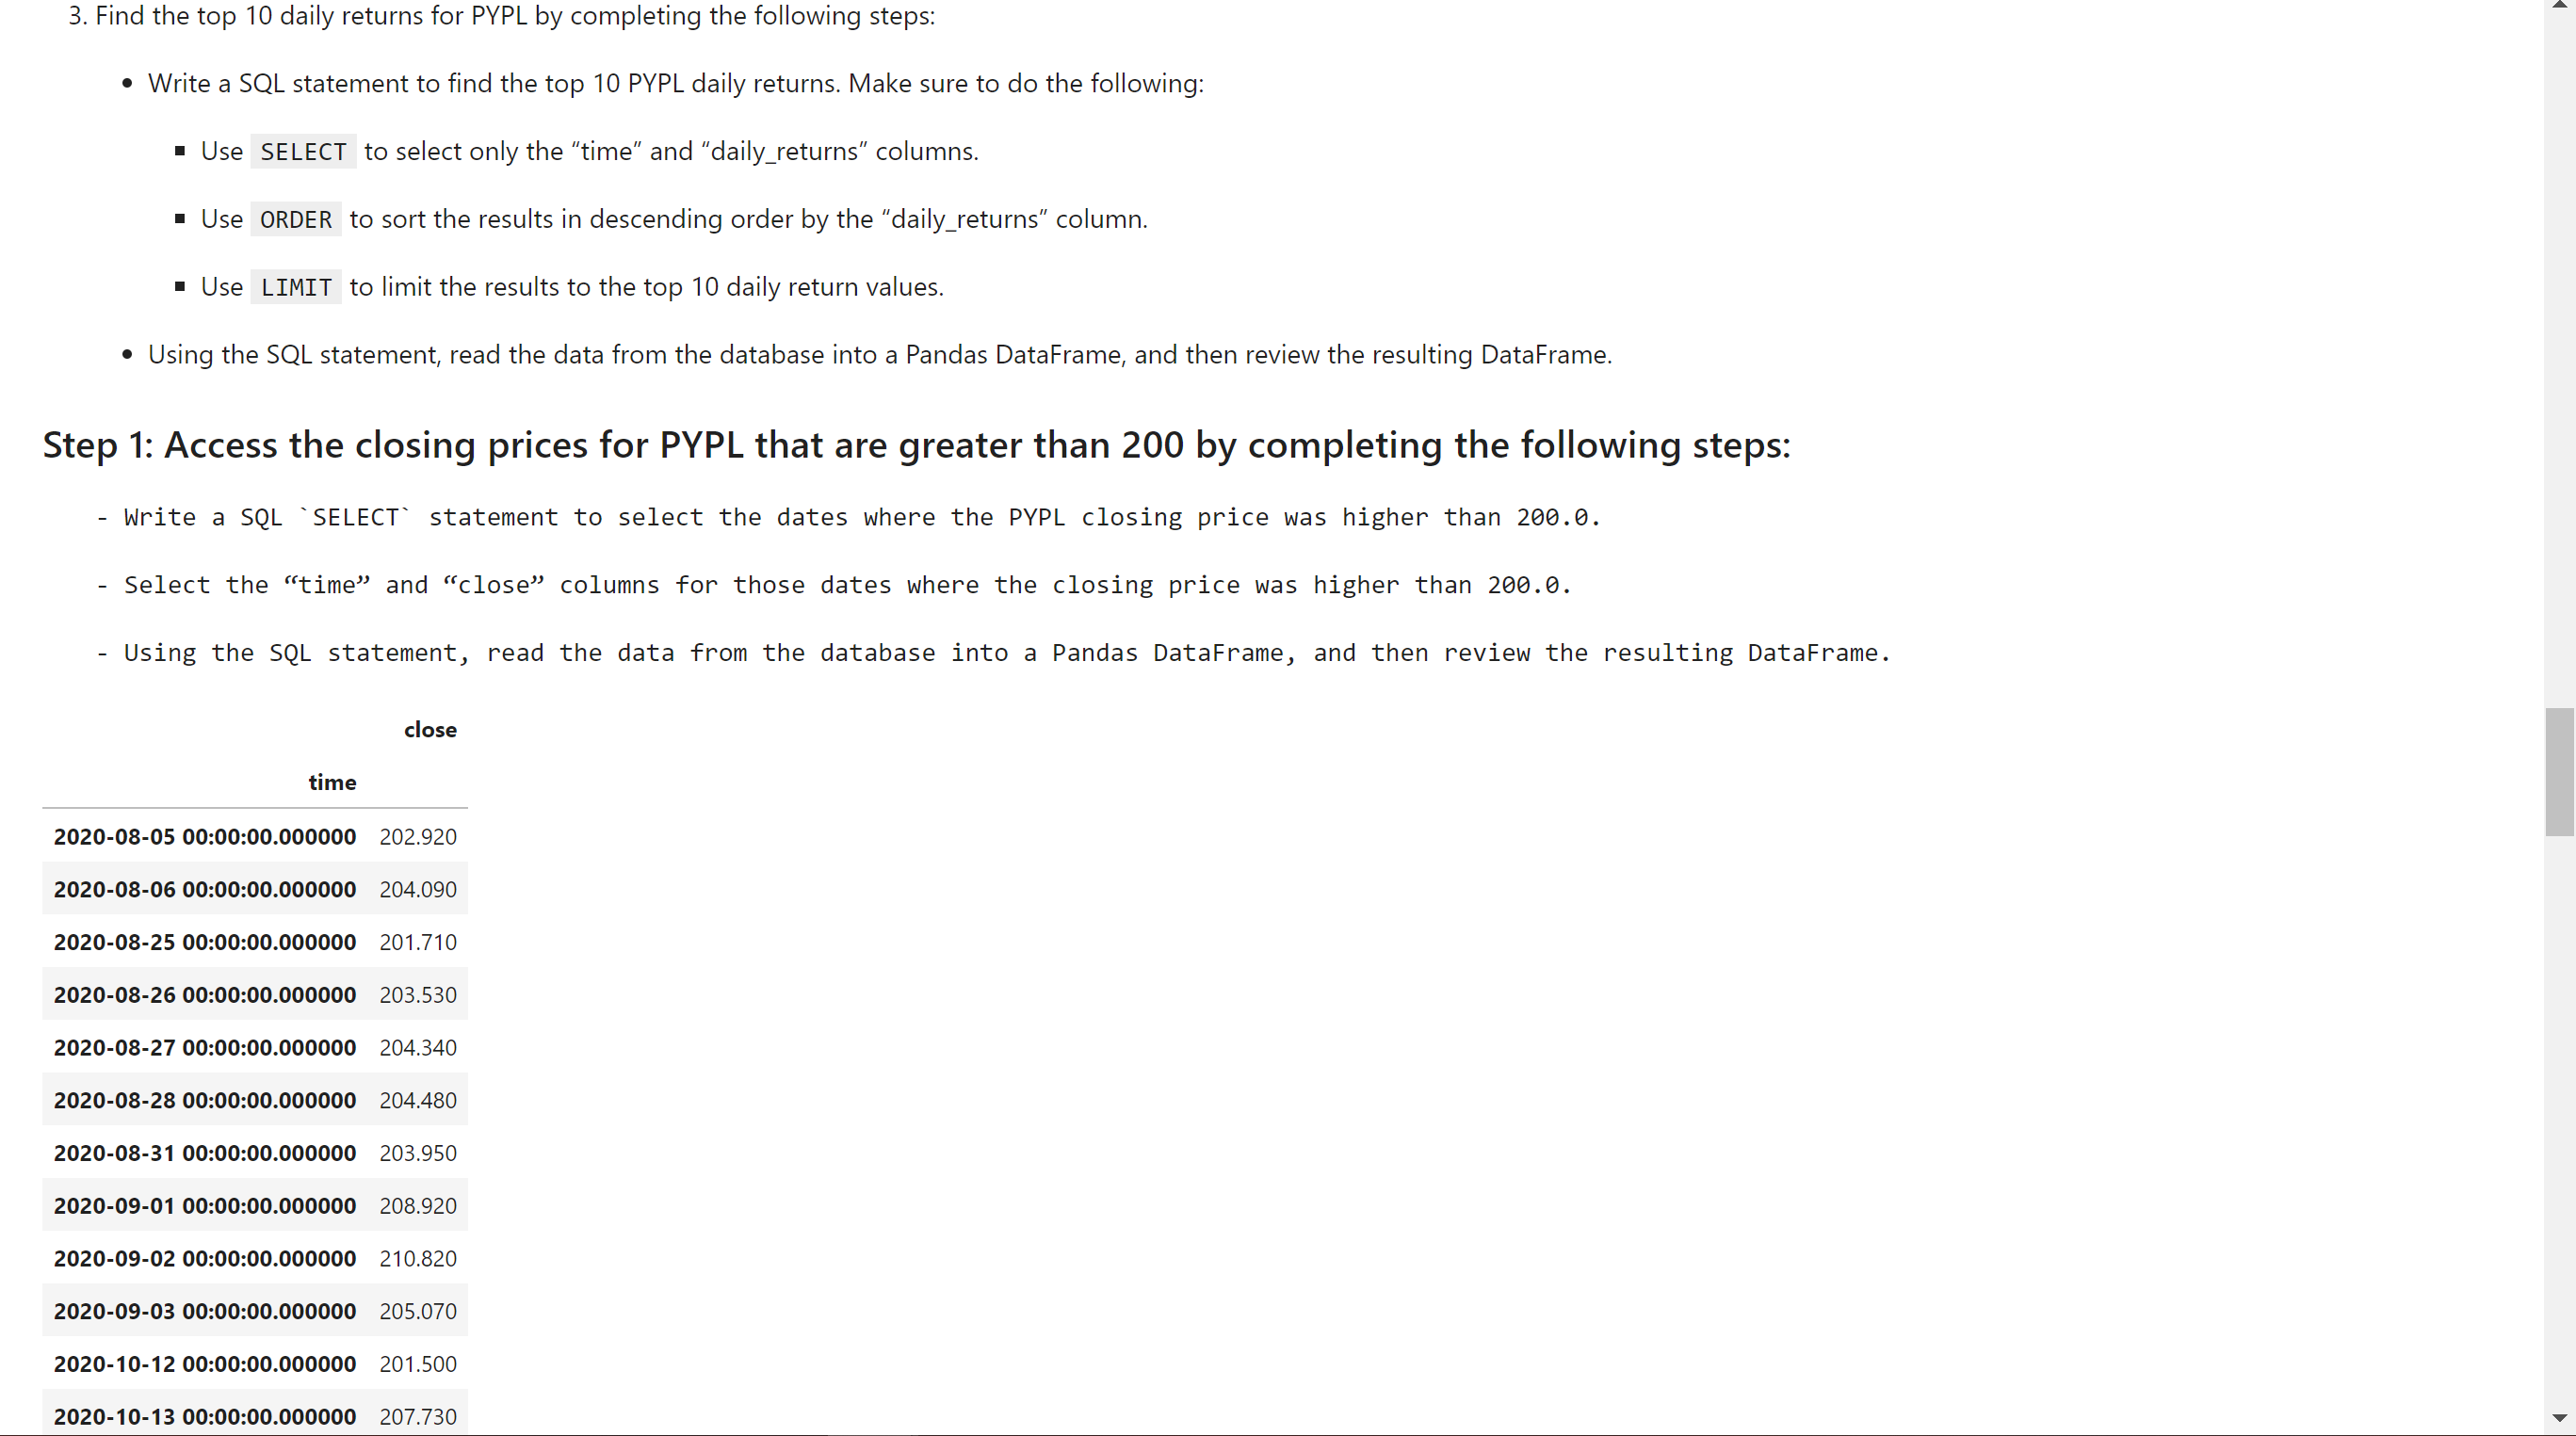 3. Find the top 10 daily returns for PYPL by completing the following steps:
• Write a SQL statement to find the top 10 PYPL daily returns. Make sure to do the following:
▪ Use SELECT to select only the “time” and “daily_returns” columns.
▪ Use ORDER to sort the results in descending order by the “daily_returns” column.
▪ Use LIMIT to limit the results to the top 10 daily return values.
• Using the SQL statement, read the data from the database into a Pandas DataFrame, and then review the resulting DataFrame.
Step 1: Access the closing prices for PYPL that are greater than 200 by completing the following steps:
- Write a SQL `SELECT` statement to select the dates where the PYPL closing price was higher than 200.0.
- Select the “time” and “close” columns for those dates where the closing price was higher than 200.0.
- Using the SQL statement, read the data from the database into a Pandas DataFrame, and then review the resulting DataFrame.
close
time
2020-08-05 00:00:00.000000 202.920
2020-08-06 00:00:00.000000 204.090
2020-08-25 00:00:00.000000 201.710
2020-08-26 00:00:00.000000 203.530
2020-08-27 00:00:00.000000 204.340
2020-08-28 00:00:00.000000 204.480
2020-08-31 00:00:00.000000 203.950
2020-09-01 00:00:00.000000 208.920
2020-09-02 00:00:00.000000 210.820
2020-09-03 00:00:00.000000 205.070
2020-10-12 00:00:00.000000 201.500
2020-10-13 00:00:00.000000 207.730